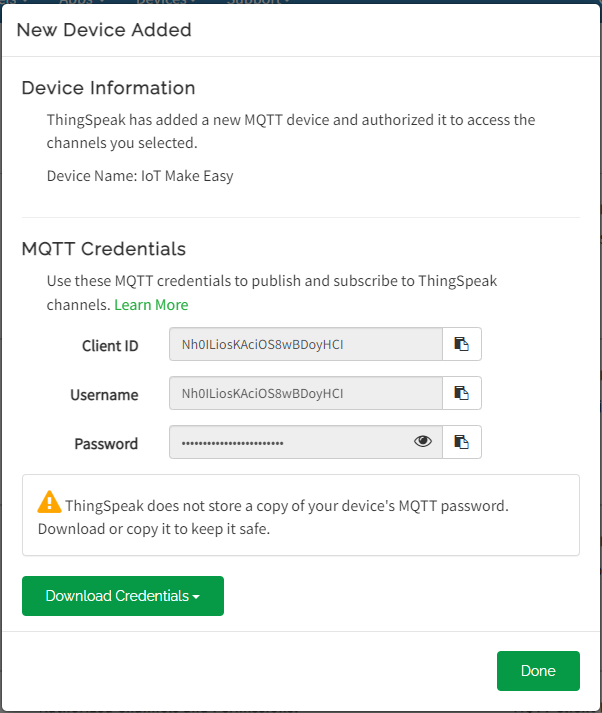 New Device Added
Device Information
ThingSpeak has added a new MQTT device and authorized it to access the
channels you selected.
Device Name: IoT Make Easy
MQTT Credentials
Use these MQTT credentials to publish and subscribe to ThingSpeak
channels. Learn More
Client ID
Nh0ILiosKAciOS8wBDoyHCI
Username
Nh0ILiosKAciOS8wBDoyHCI
Password
•••••••••••••••••••••••
ThingSpeak does not store a copy of your device's MQTT password.
Download or copy it to keep it safe.
Download Credentials
Done